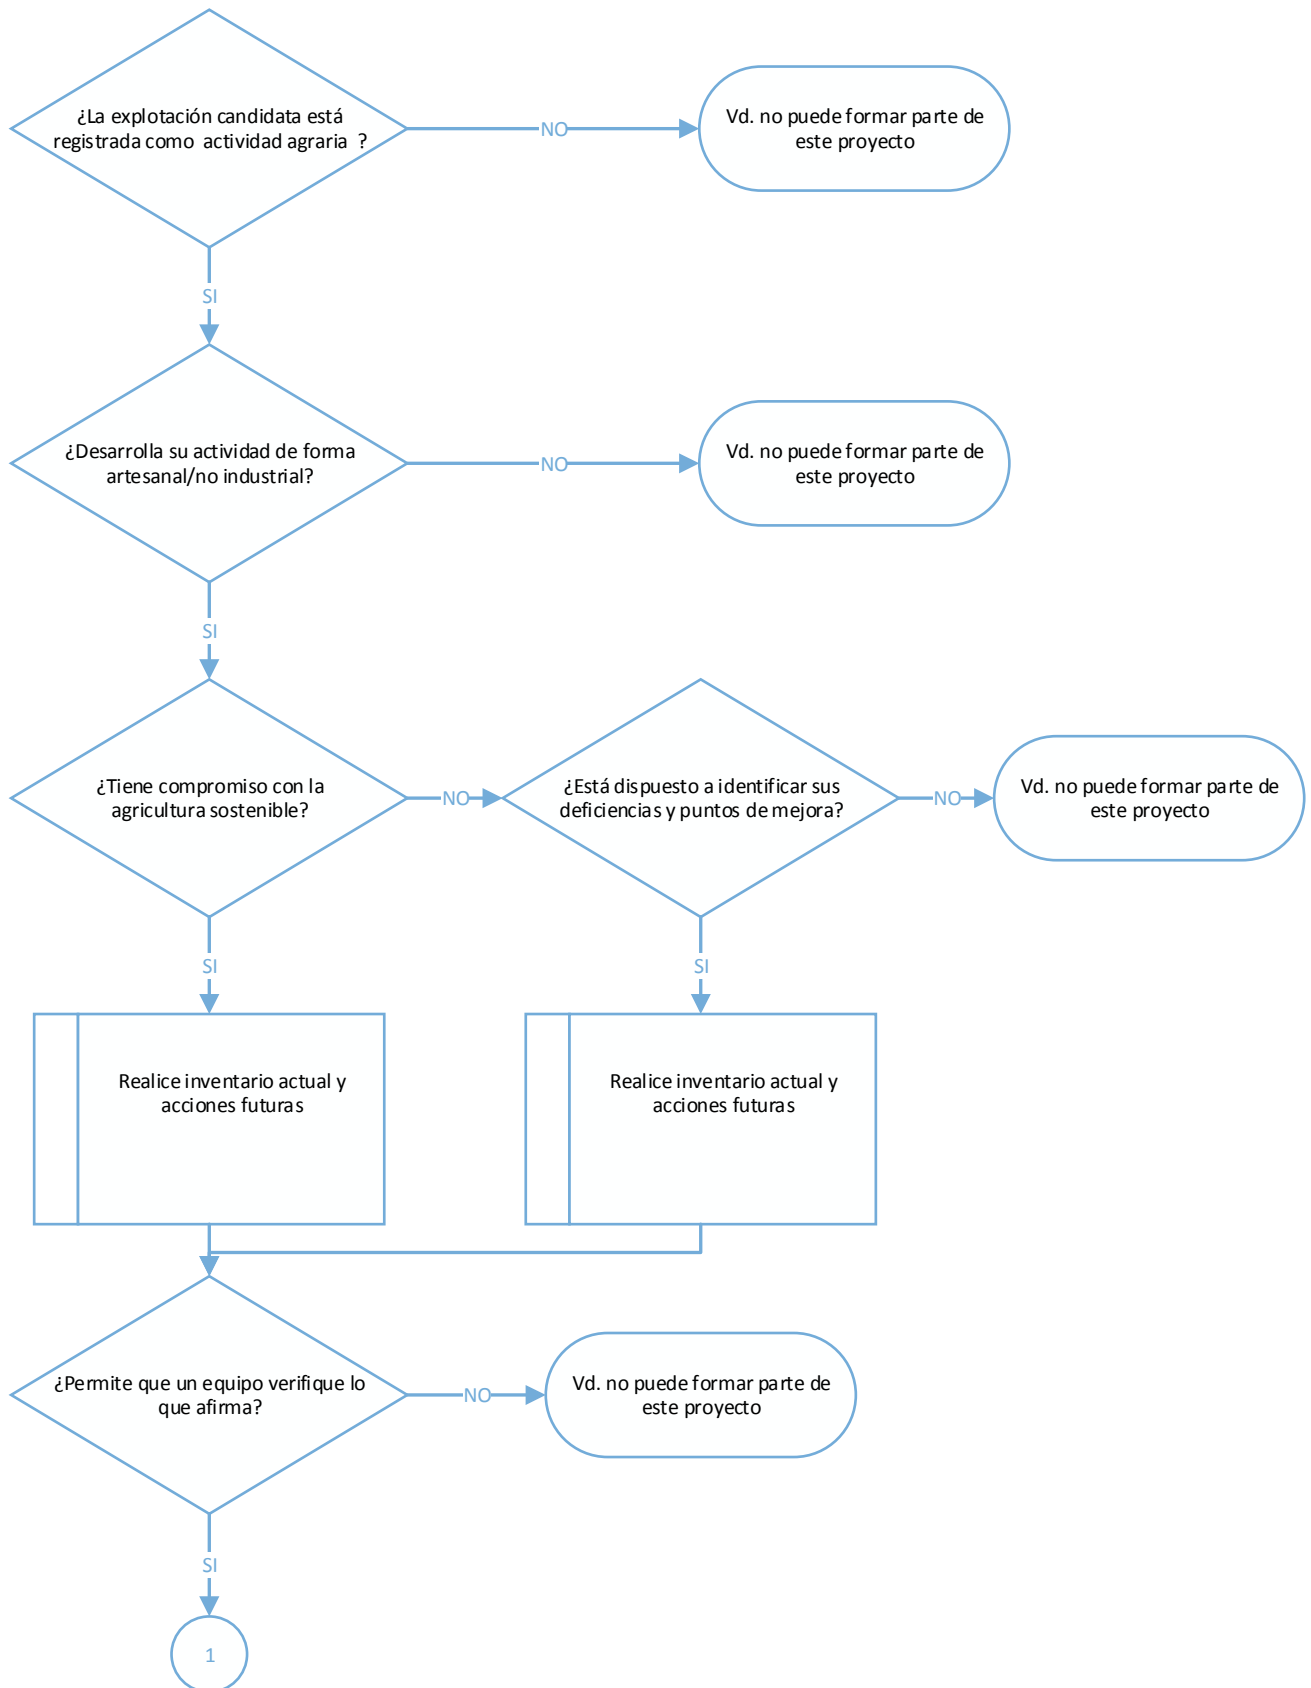 ¿La explotación candidata está
registrada como actividad agraria ?
NO
Vd. no puede formar parte de
este proyecto
SI
¿Desarrolla su actividad de forma
artesanal/no industrial?
NO
Vd. no puede formar parte de
este proyecto
SI
¿Tiene compromiso con la
agricultura sostenible?
NO
¿Está dispuesto a identificar sus
deficiencias y puntos de mejora?
NO
Vd. no puede formar parte de
este proyecto
SI
SI
Realice inventario actual y
acciones futuras
Realice inventario actual y
acciones futuras
¿Permite que un equipo verifique lo
que afirma?
NO
Vd. no puede formar parte de
este proyecto
SI
1